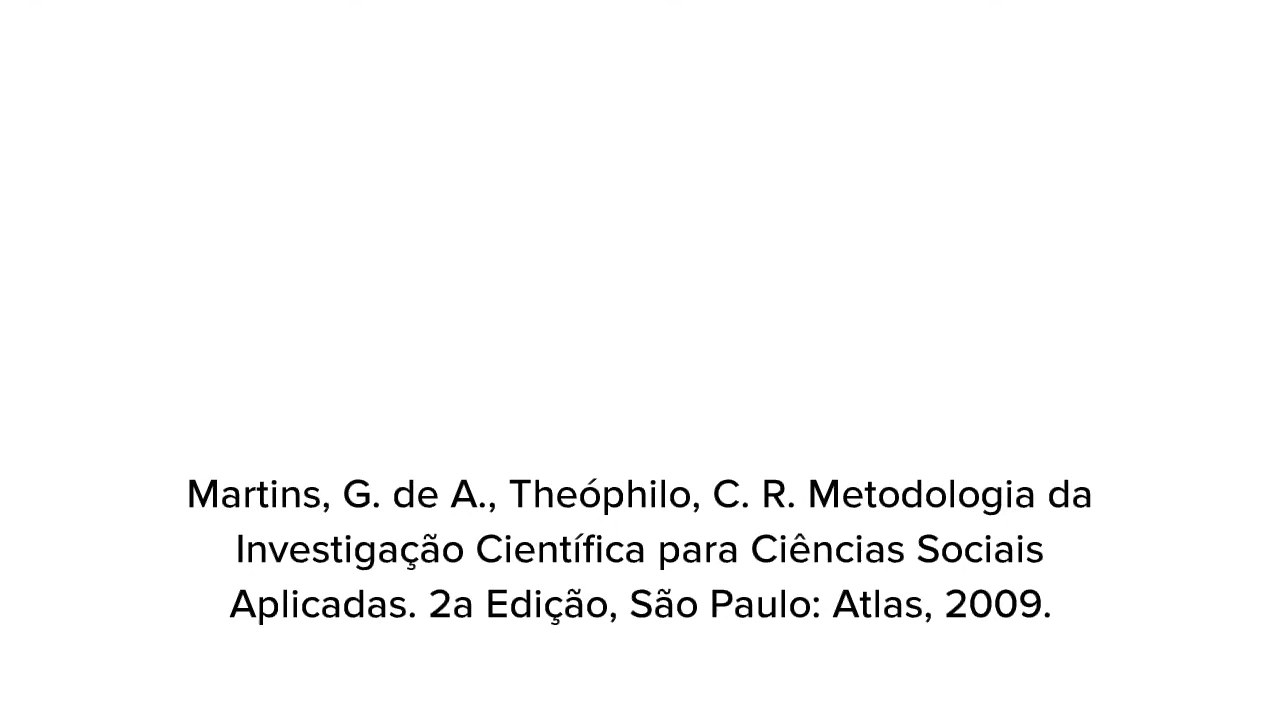 Martins, G. de A., Theóphilo, C. R. Metodologia da
Investigação Científica para Ciências Sociais
Aplicadas. 2a Edição, São Paulo: Atlas, 2009.